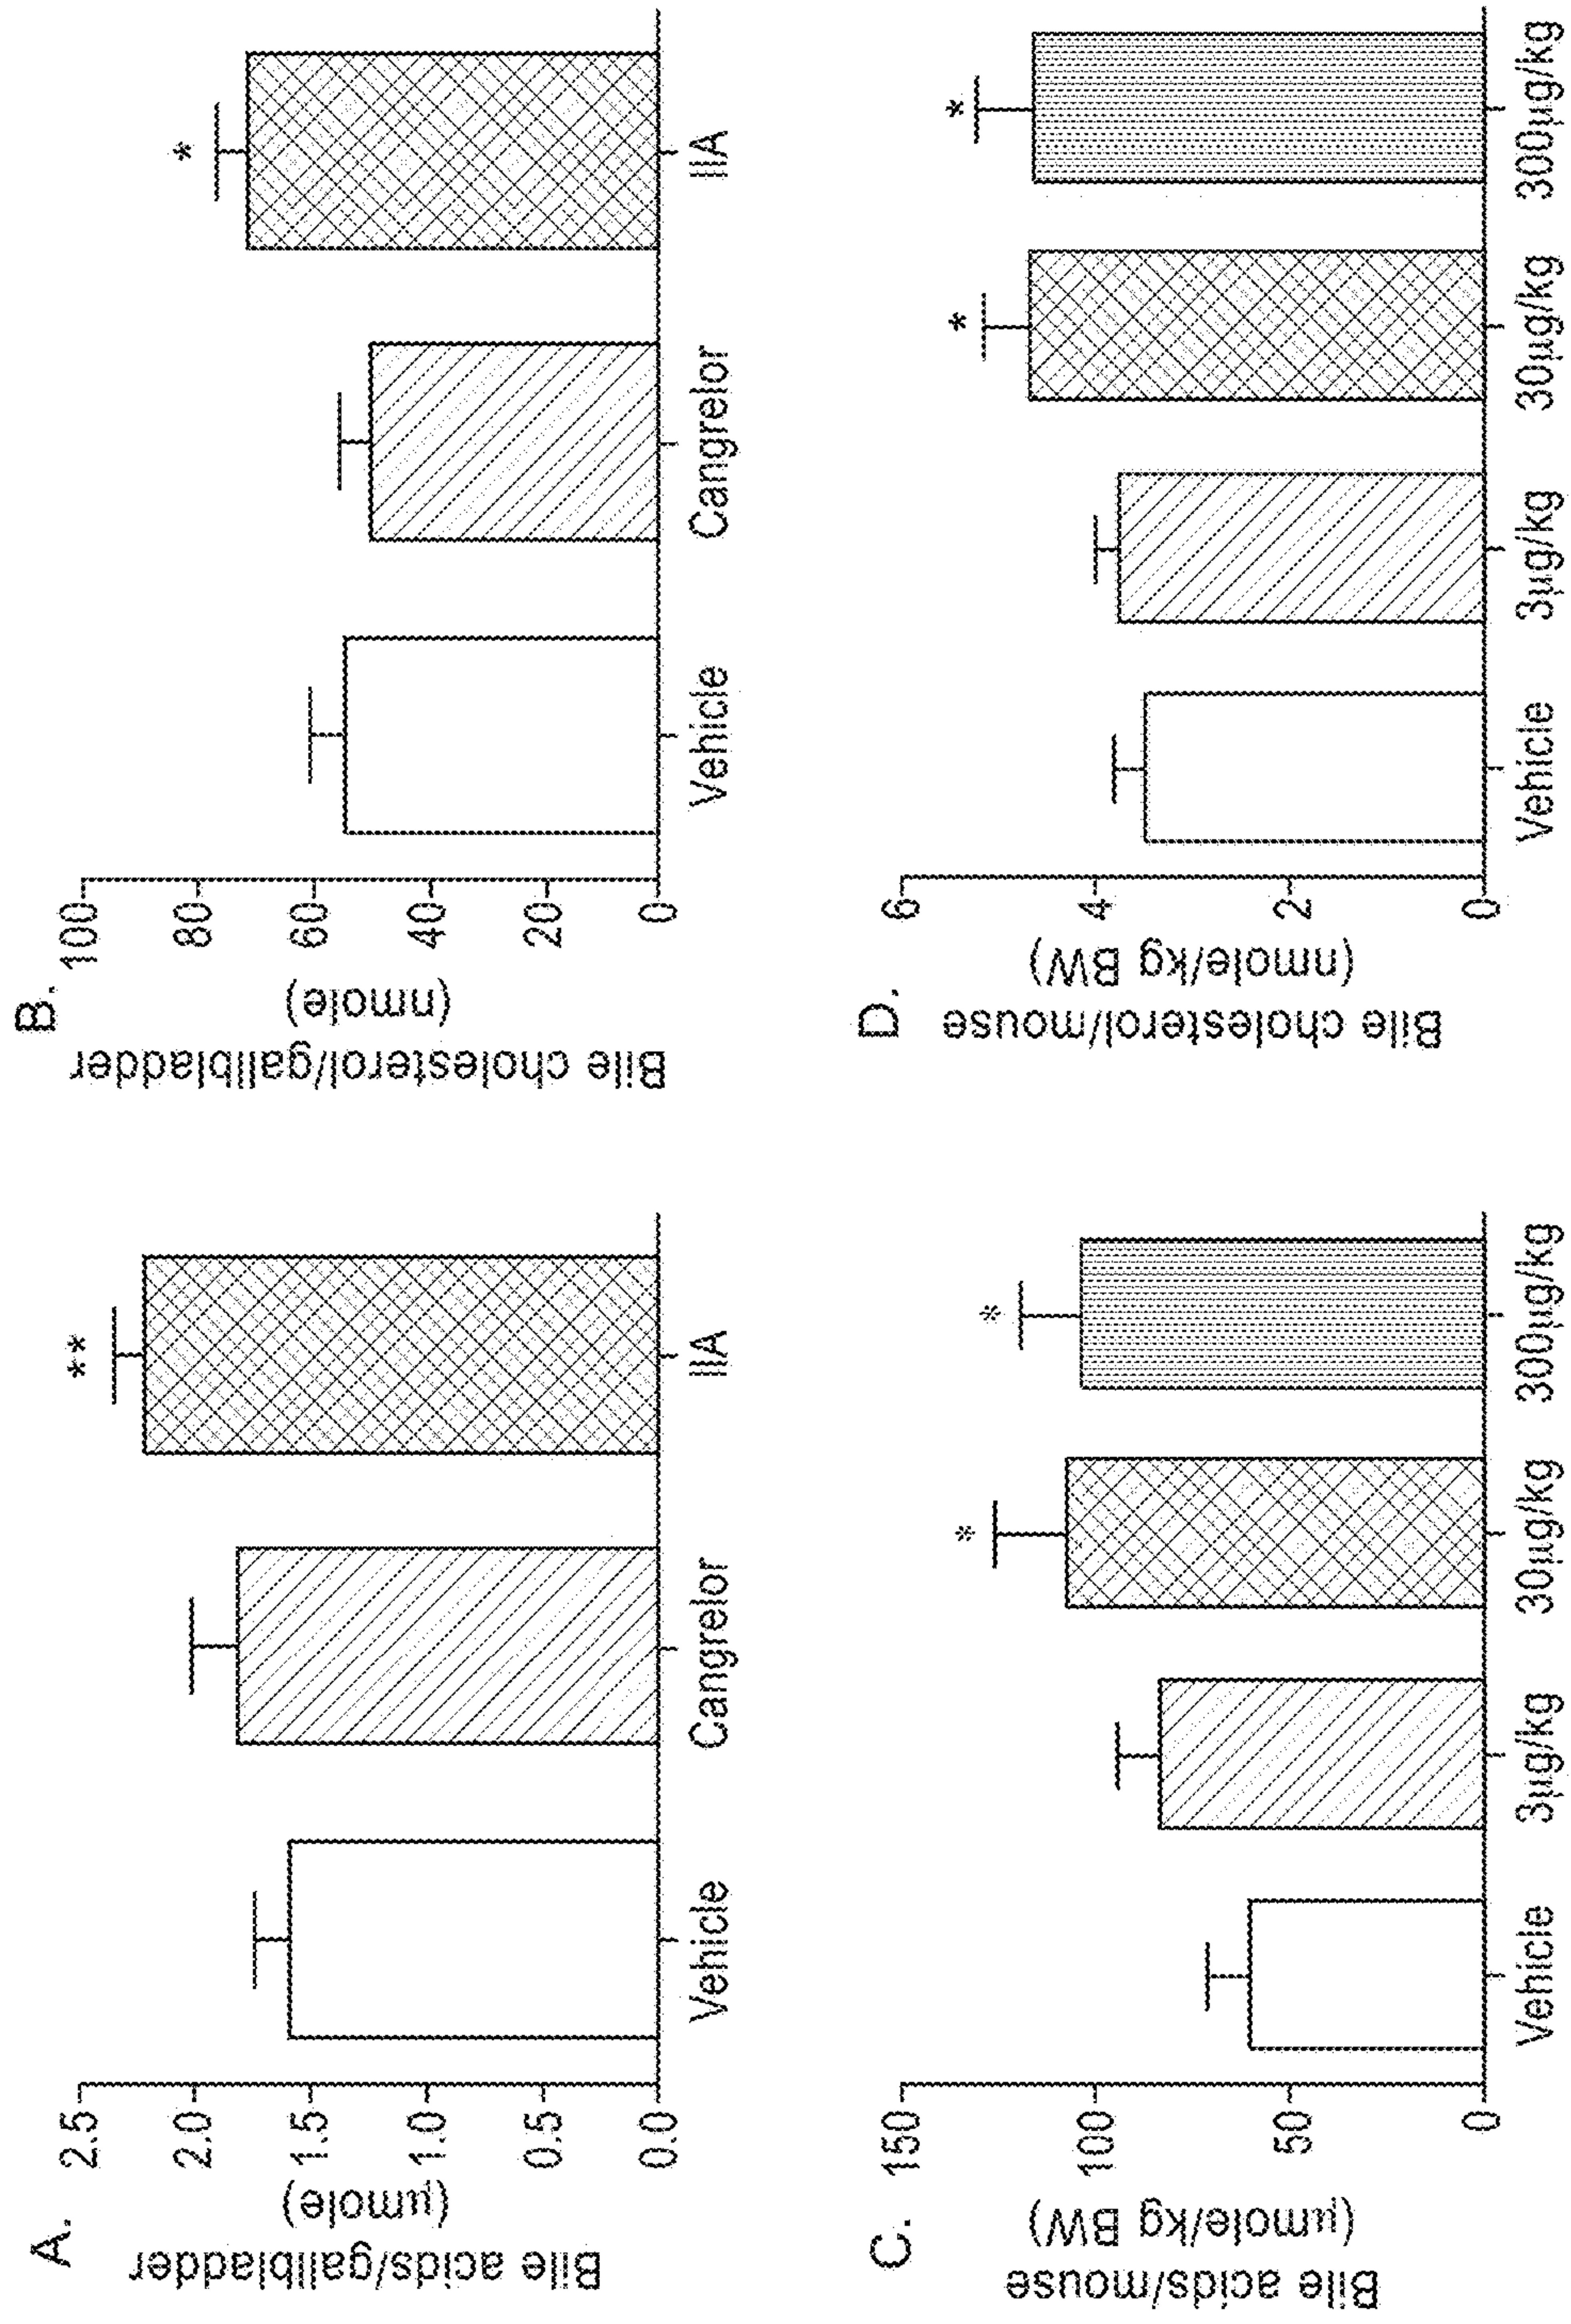 A.
Bile acids/gallbladder
(µmole)
2.5
2.0
1.5
1.0
0.5
0.0
Vehicle
Cangrelor
IIA
**
B.
Bile cholesterol/gallbladder
(nmole)
100
80
60
40
20
0
Vehicle
Cangrelor
IIA
*
C.
Bile acids/mouse
(µmole/kg BW)
150
100
50
0
Vehicle
3µg/kg
30µg/kg
300µg/kg
*
*
D.
Bile cholesterol/mouse
(nmole/kg BW)
6
4
2
0
Vehicle
3µg/kg
30µg/kg
300µg/kg
*
*